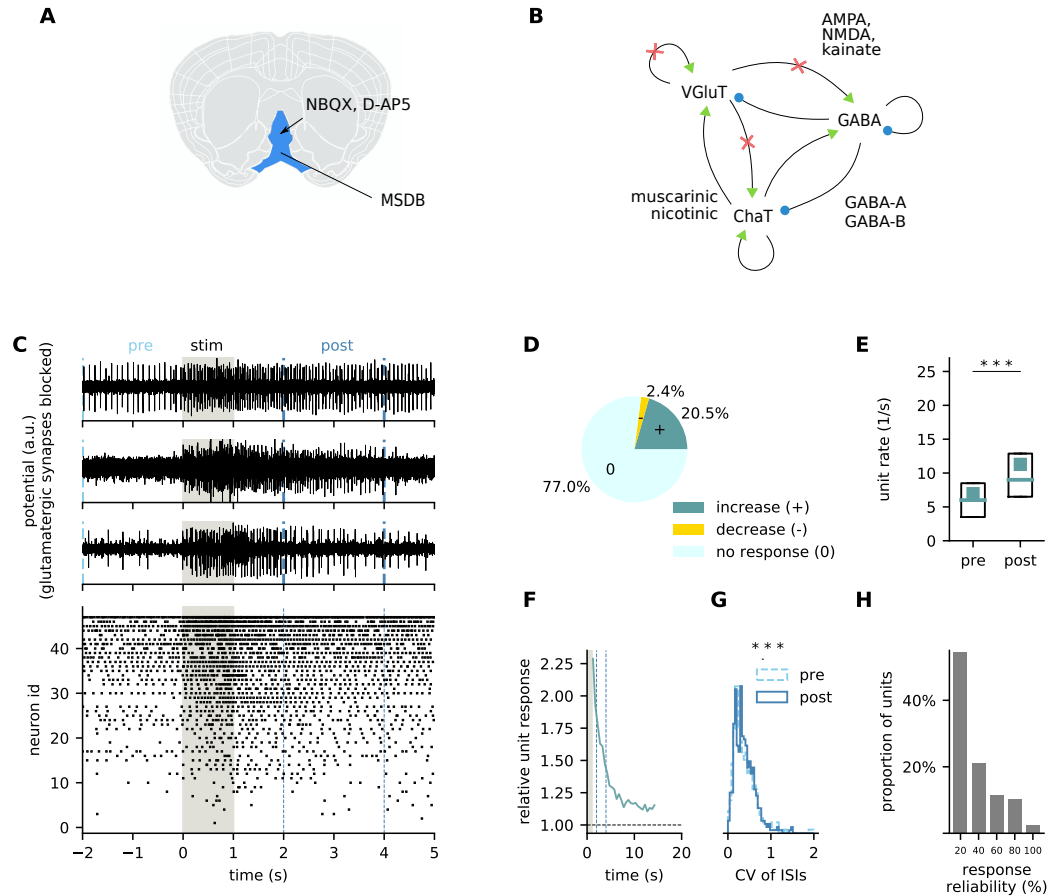 A
NBQX, D-AP5
MSDB
B
AMPA,
NMDA,
kainate
VGluT
GABA
muscarinic
nicotinic
ChaT
GABA-A
GABA-B
C
pre
stim
post
potential (a.u.)
(glutamatergic synapses blocked)
neuron id
40
30
20
10
0
−2
−1
0
1
2
3
4
5
time (s)
D
2.4%
20.5%
-
+
0
77.0%
increase (+)
decrease (-)
no response (0)
E
***
unit rate (1/s)
25
20
15
10
5
0
pre
post
F
relative unit response
2.25
2.00
1.75
1.50
1.25
1.00
0
10
20
time (s)
G
***
pre
post
0
1
2
CV of ISIs
H
proportion of units
40%
20%
20
40
60
80
100
response
reliability (%)